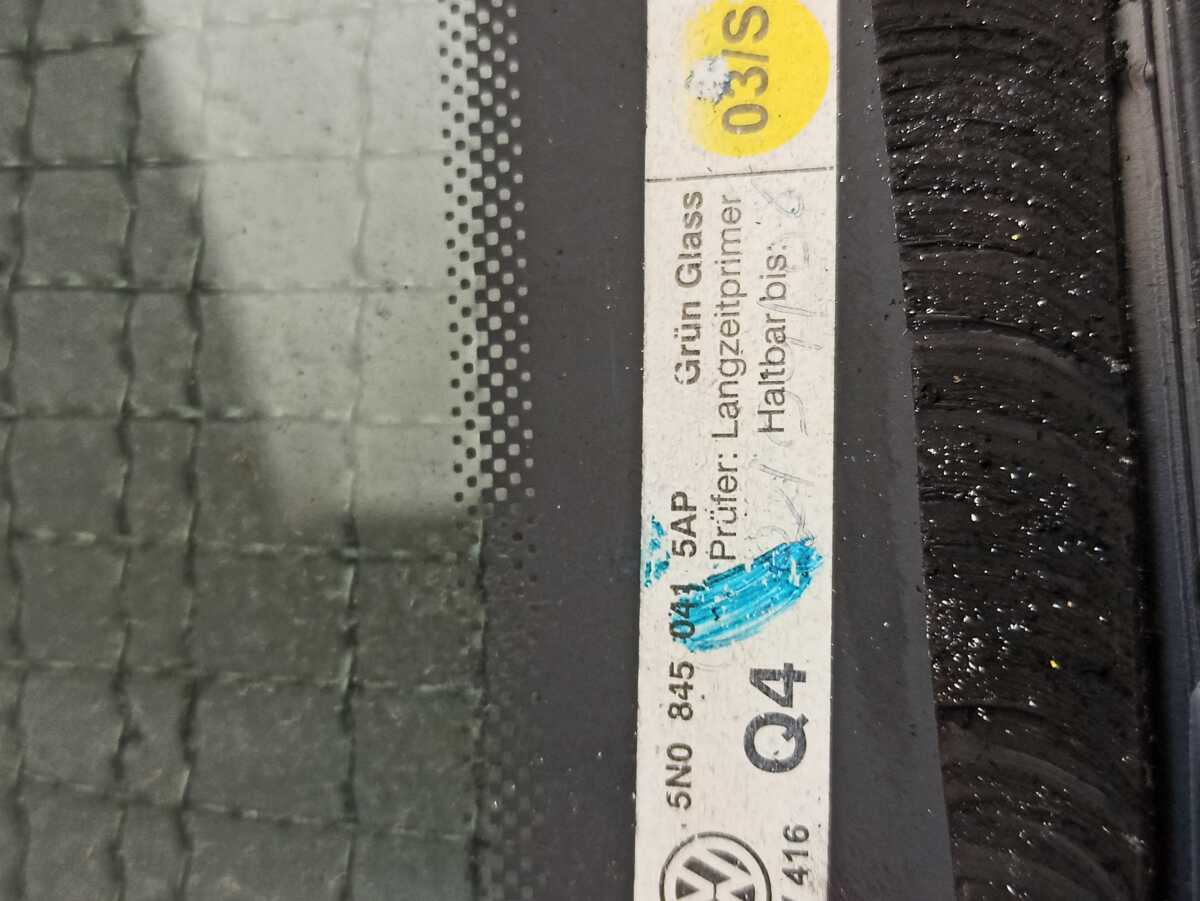 5N0 845 041 5AP
Grün Glass
Prüfer: Langzeitprimer
Haltbar bis:
Q4
416
03/S